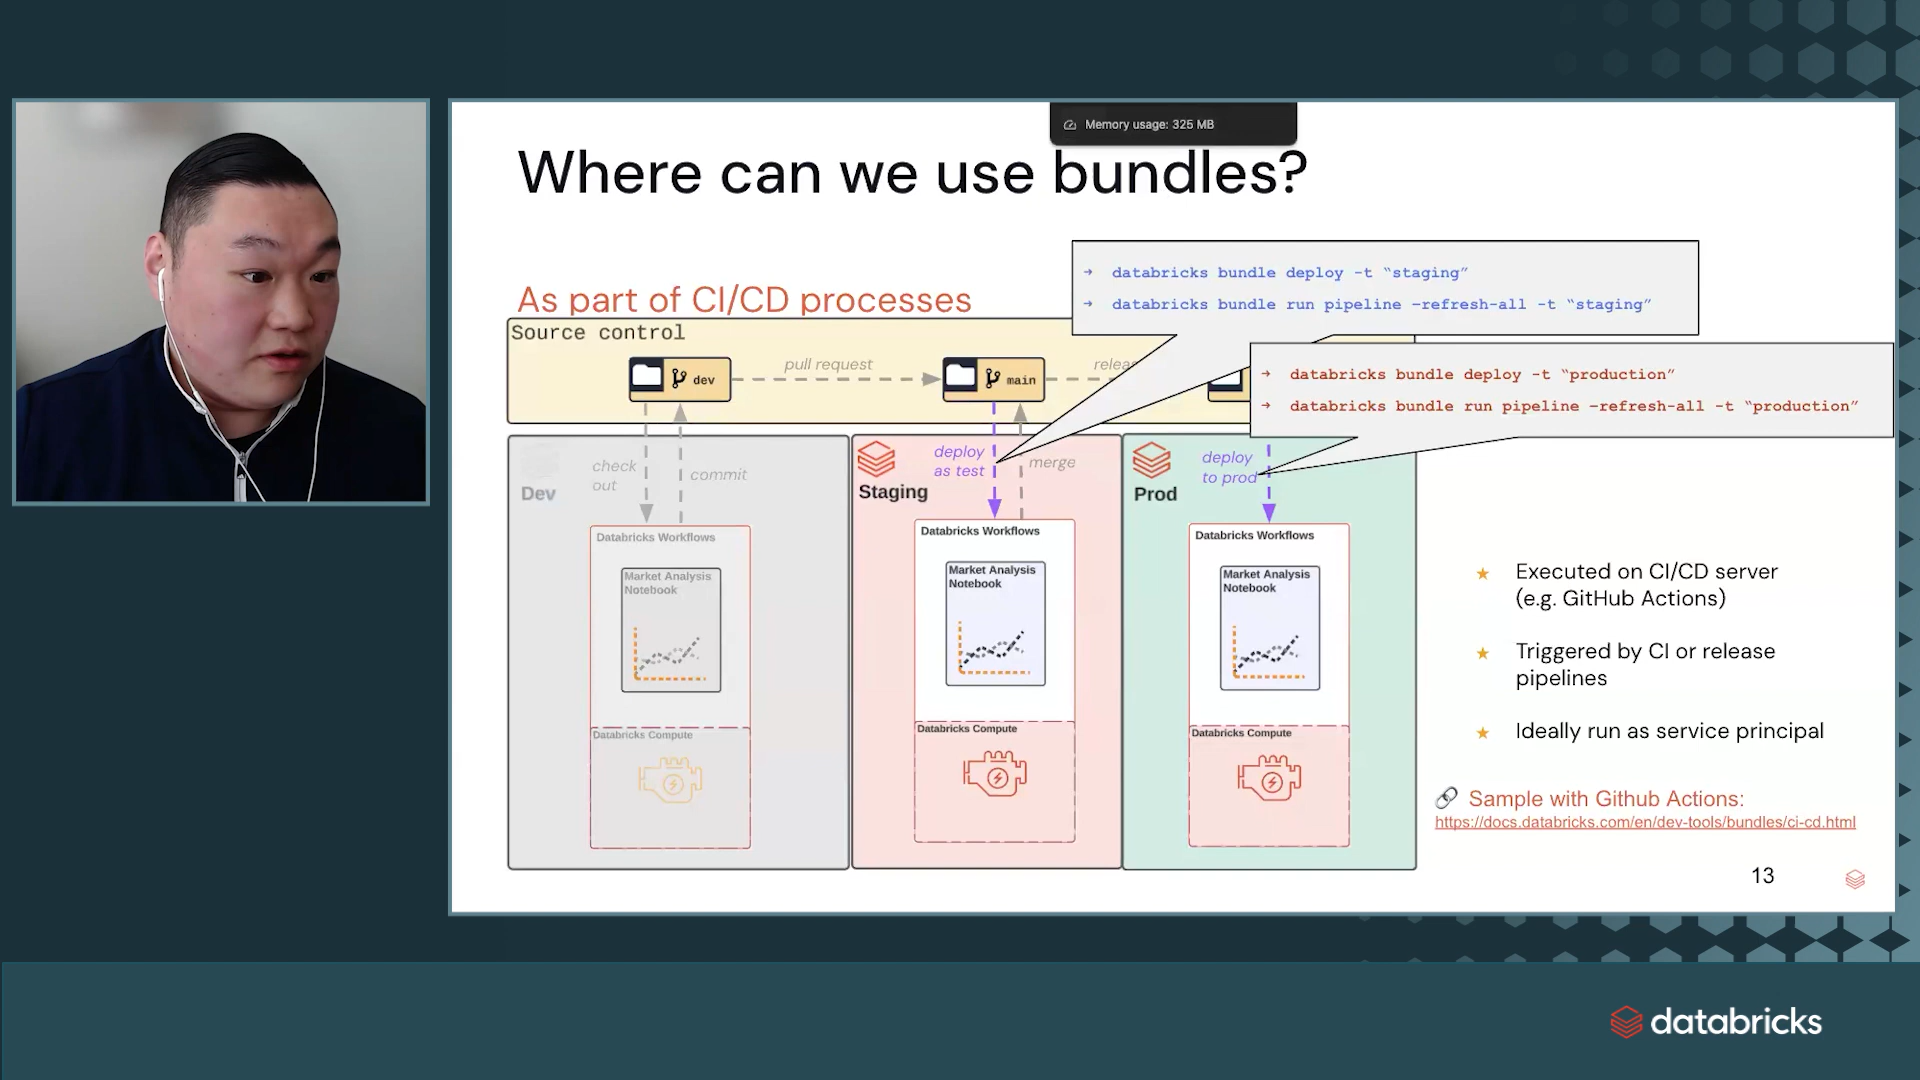 Memory usage: 325 MB
Where can we use bundles?
As part of CI/CD processes
➔ databricks bundle deploy -t “staging”
➔ databricks bundle run pipeline –refresh-all -t “staging”
Source control
dev
pull request
main
➔ databricks bundle deploy -t “production”
➔ databricks bundle run pipeline –refresh-all -t “production”
Dev
check
out
commit
Databricks Workflows
Market Analysis
Notebook
Databricks Compute
Staging
deploy
as test
merge
Databricks Workflows
Market Analysis
Notebook
Databricks Compute
Prod
deploy
to prod
Databricks Workflows
Market Analysis
Notebook
Databricks Compute
★ Executed on CI/CD server
(e.g. GitHub Actions)
★ Triggered by CI or release
pipelines
★ Ideally run as service principal
Sample with Github Actions:
https://docs.databricks.com/en/dev-tools/bundles/ci-cd.html
13
databricks